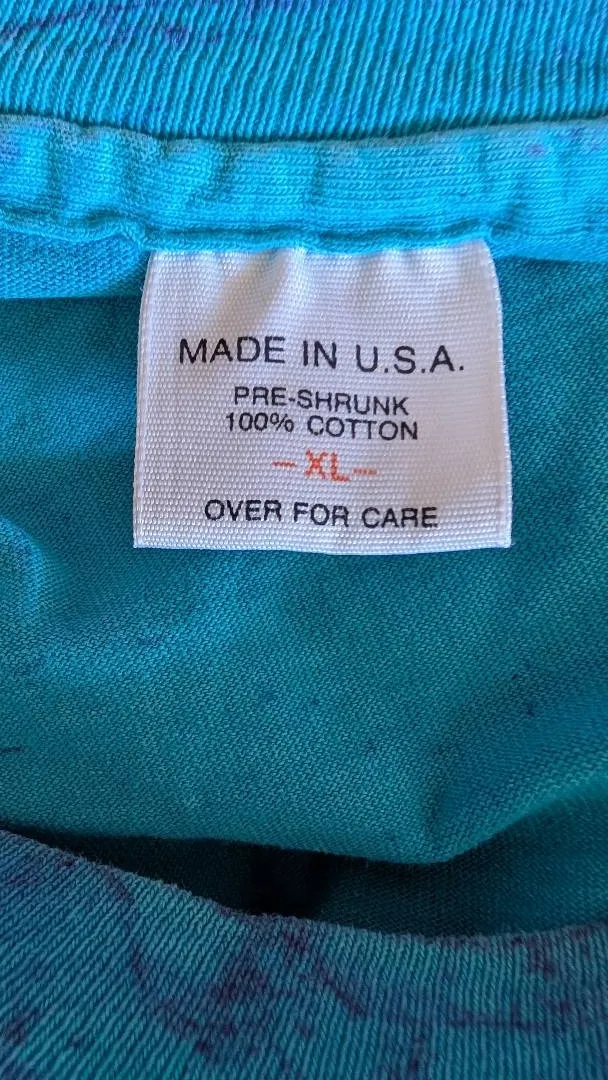 MADE IN U.S.A.
PRE-SHRUNK
100% COTTON
-XL-
OVER FOR CARE